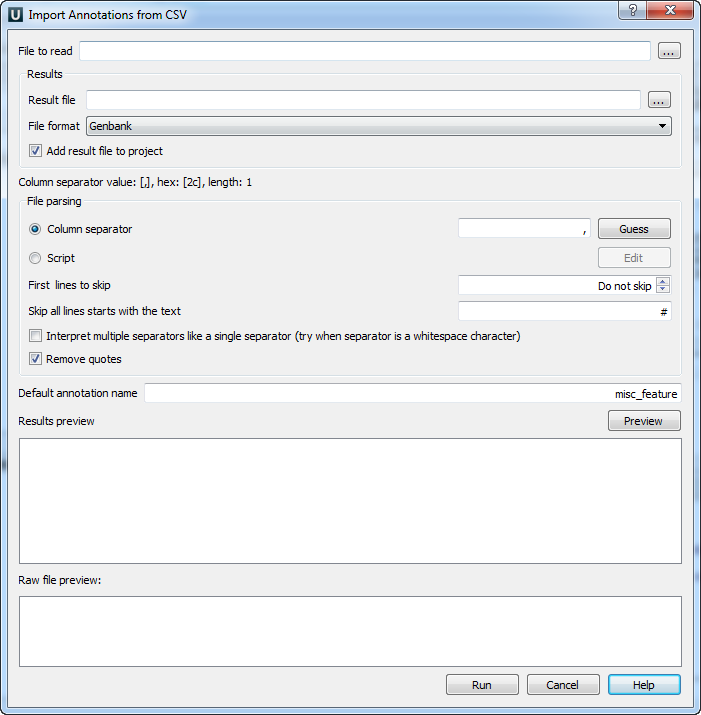 U Import Annotations from CSV ?
File to read ...
Results
Result file ...
File format Genbank
Add result file to project
Column separator value: [,], hex: [2c], length: 1
File parsing
Column separator , Guess
Script Edit
First lines to skip Do not skip
Skip all lines starts with the text #
Interpret multiple separators like a single separator (try when separator is a whitespace character)
Remove quotes
Default annotation name misc_feature
Results preview Preview
Raw file preview:
Run Cancel Help